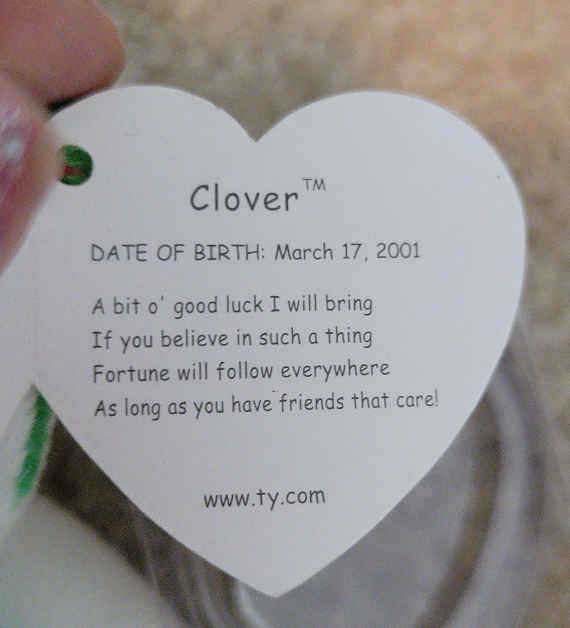 Clover™
DATE OF BIRTH: March 17, 2001
A bit o' good luck I will bring
If you believe in such a thing
Fortune will follow everywhere
As long as you have friends that care!
www.ty.com